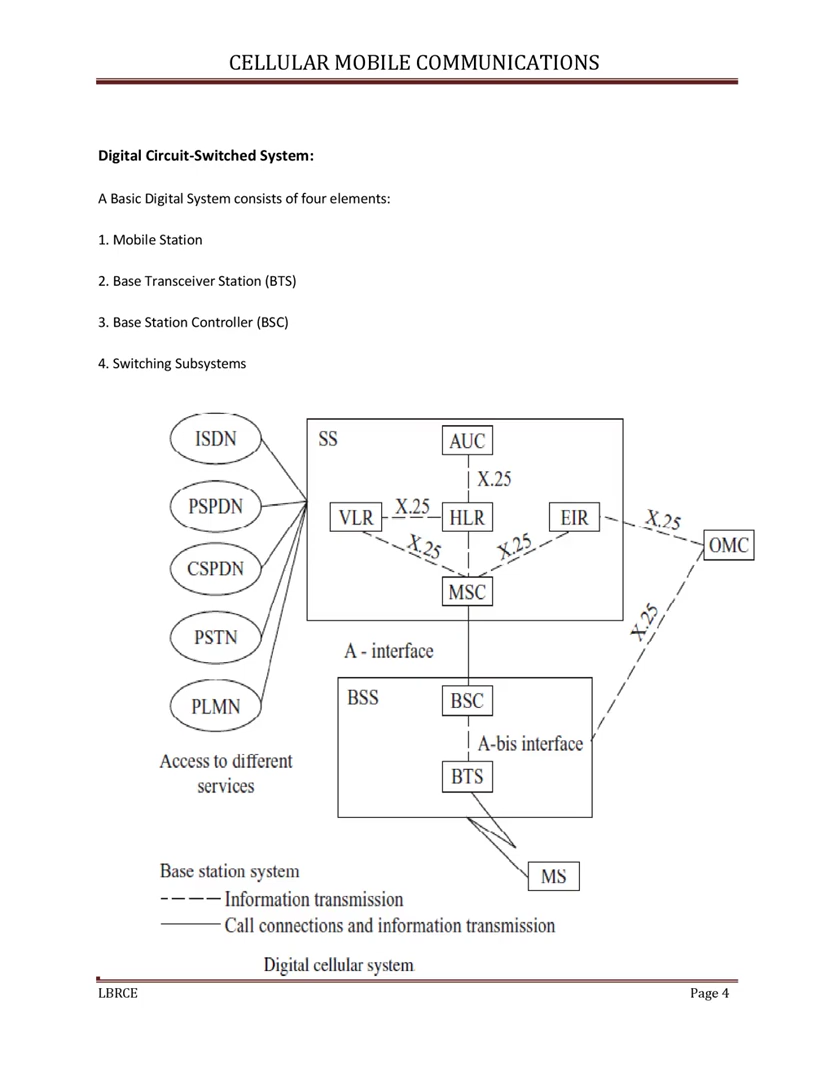 CELLULAR MOBILE COMMUNICATIONS
Digital Circuit-Switched System:
A Basic Digital System consists of four elements:
1. Mobile Station
2. Base Transceiver Station (BTS)
3. Base Station Controller (BSC)
4. Switching Subsystems
ISDN
PSPDN
CSPDN
PSTN
PLMN
Access to different
services
SS
AUC
X.25
VLR
X.25
HLR
EIR
X.25
X.25
MSC
X.25
OMC
X.25
A - interface
BSS
BSC
A-bis interface
BTS
MS
Base station system
Information transmission
Call connections and information transmission
Digital cellular system
LBRCE
Page 4